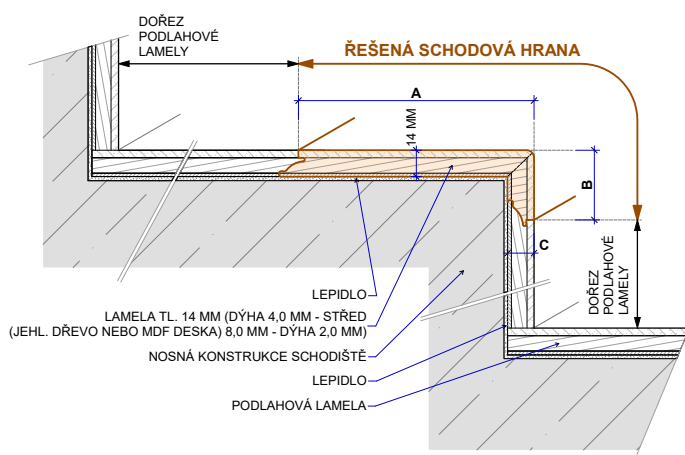 DOŘEZ
PODLAHOVÉ
LAMELY
ŘEŠENÁ SCHODOVÁ HRANA
A
14 MM
B
C
DOŘEZ
PODLAHOVÉ
LAMELY
LEPIDLO
LAMELA TL. 14 MM (DÝHA 4,0 MM - STŘED
(JEHL. DŘEVO NEBO MDF DESKA) 8,0 MM - DÝHA 2,0 MM)
NOSNÁ KONSTRUKCE SCHODIŠTĚ
LEPIDLO
PODLAHOVÁ LAMELA